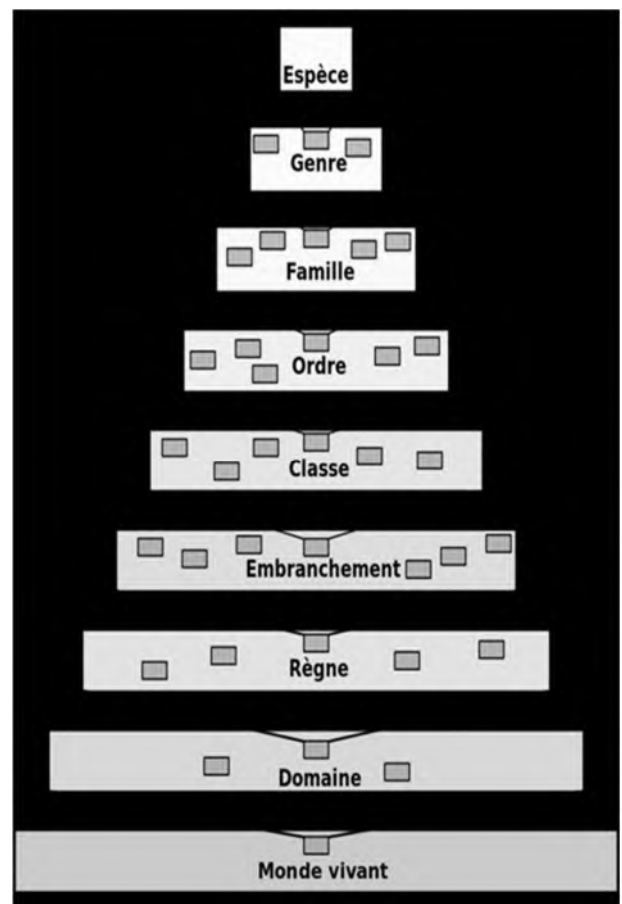 Espèce
Genre
Famille
Ordre
Classe
Embranchement
Règne
Domaine
Monde vivant